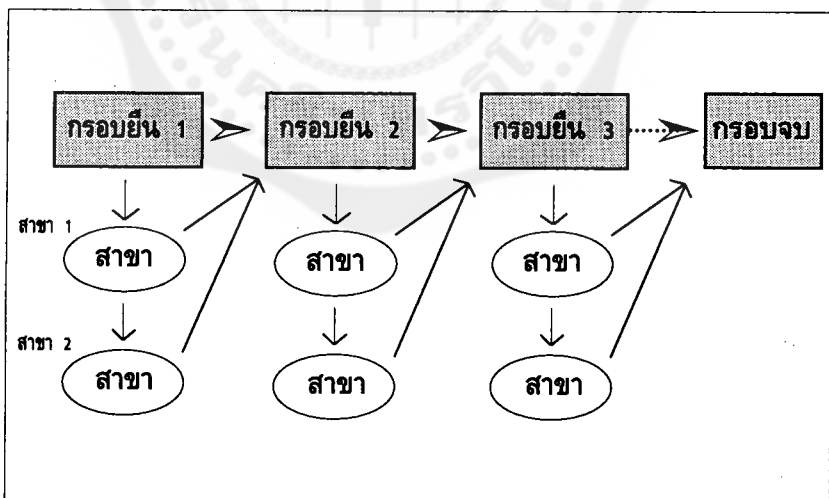 กรอบยืน 1 กรอบยืน 2 กรอบยืน 3 กรอบจบ
สาขา 1
สาขา สาขา สาขา
สาขา 2
สาขา สาขา สาขา